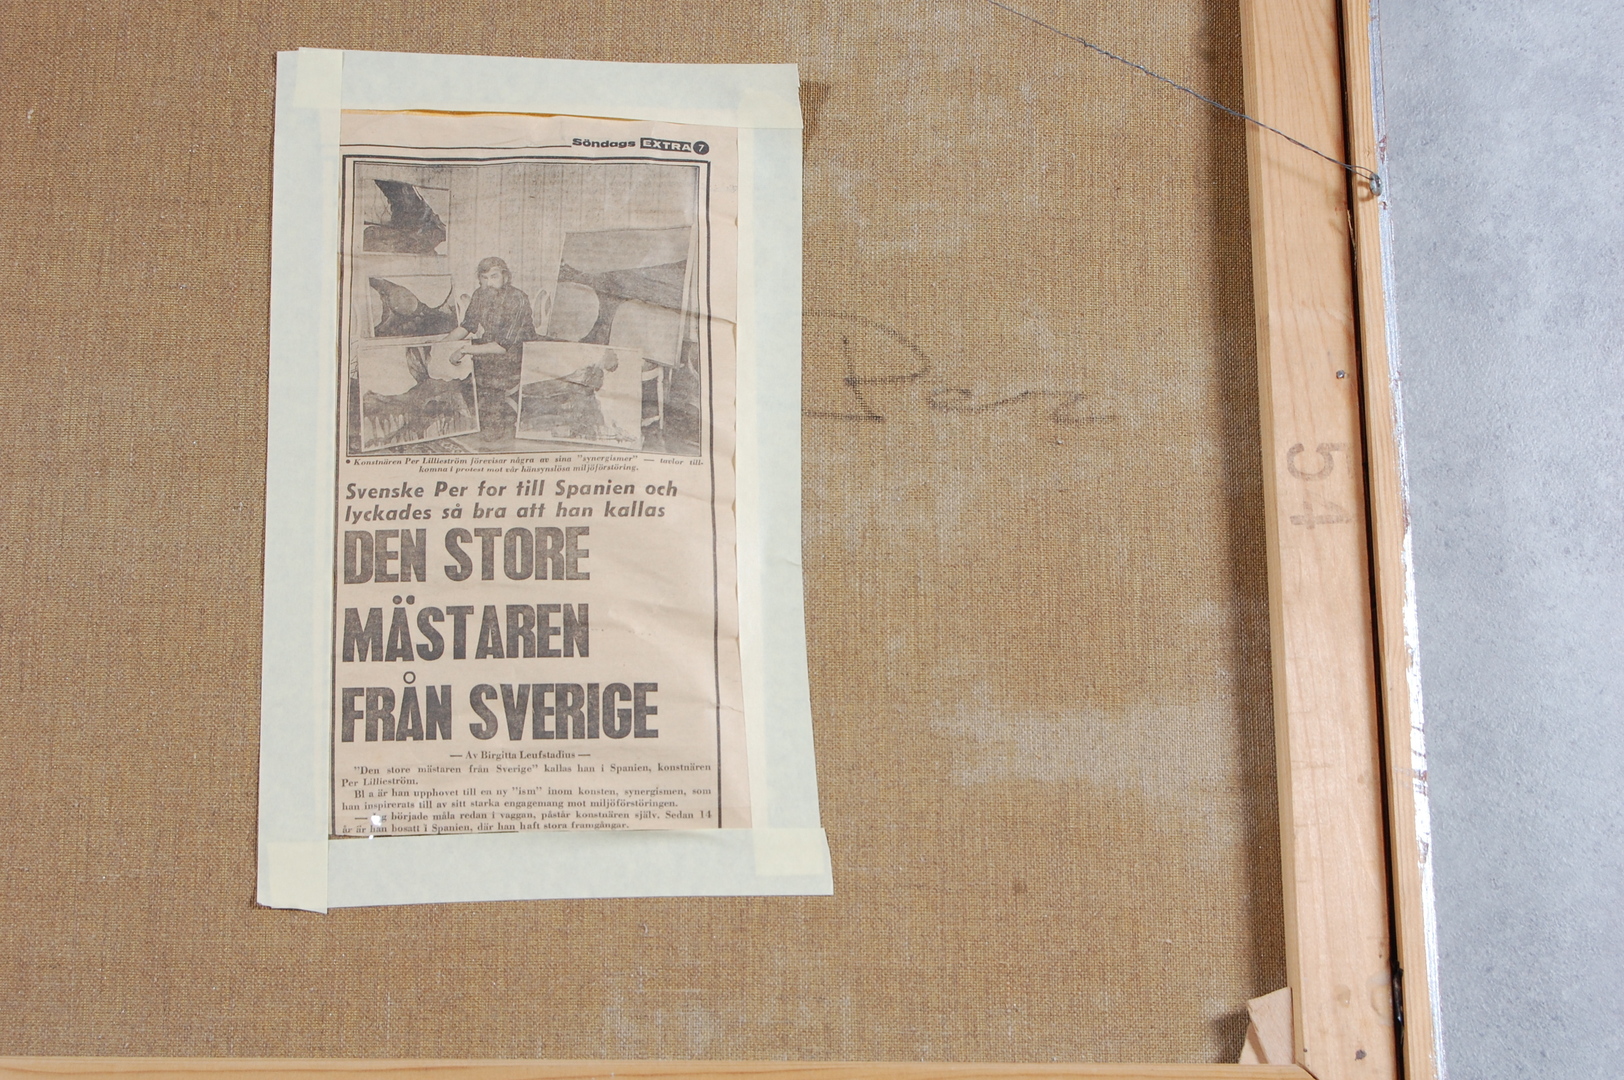 Söndags EXTRA 7
• Konstnären Per Lillieström förevisar några av sina "synergismer" — tavlor till-
komna i protest mot vår hänsynslösa miljöförstöring.
Svenske Per for till Spanien och
lyckades så bra att han kallas
DEN STORE
MÄSTAREN
FRÅN SVERIGE
— Av Birgitta Leufstadius —
"Den store mästaren från Sverige" kallas han i Spanien, konstnären
Per Lillieström.
Bl a är han upphovet till en ny "ism" inom konsten, synergismen, som
han inspirerats till av sitt starka engagemang mot miljöförstöringen.
— började måla redan i vaggan, påstår konstnären själv. Sedan 14
år är han bosatt i Spanien, där han haft stora framgångar.
Per
54